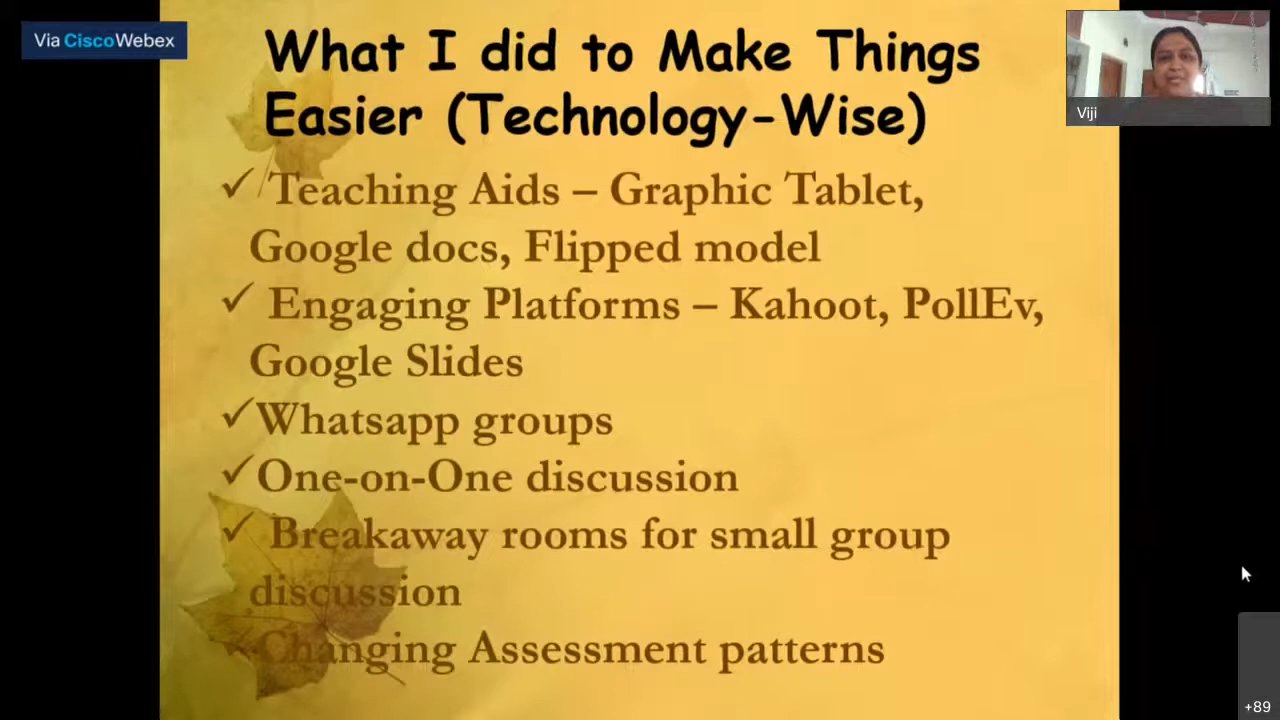 Via Cisco Webex
What I did to Make Things
Easier (Technology-Wise)
Viji
✓ Teaching Aids – Graphic Tablet,
Google docs, Flipped model
✓ Engaging Platforms – Kahoot, PollEv,
Google Slides
✓Whatsapp groups
✓One-on-One discussion
✓ Breakaway rooms for small group
discussion
✓ Changing Assessment patterns
+89